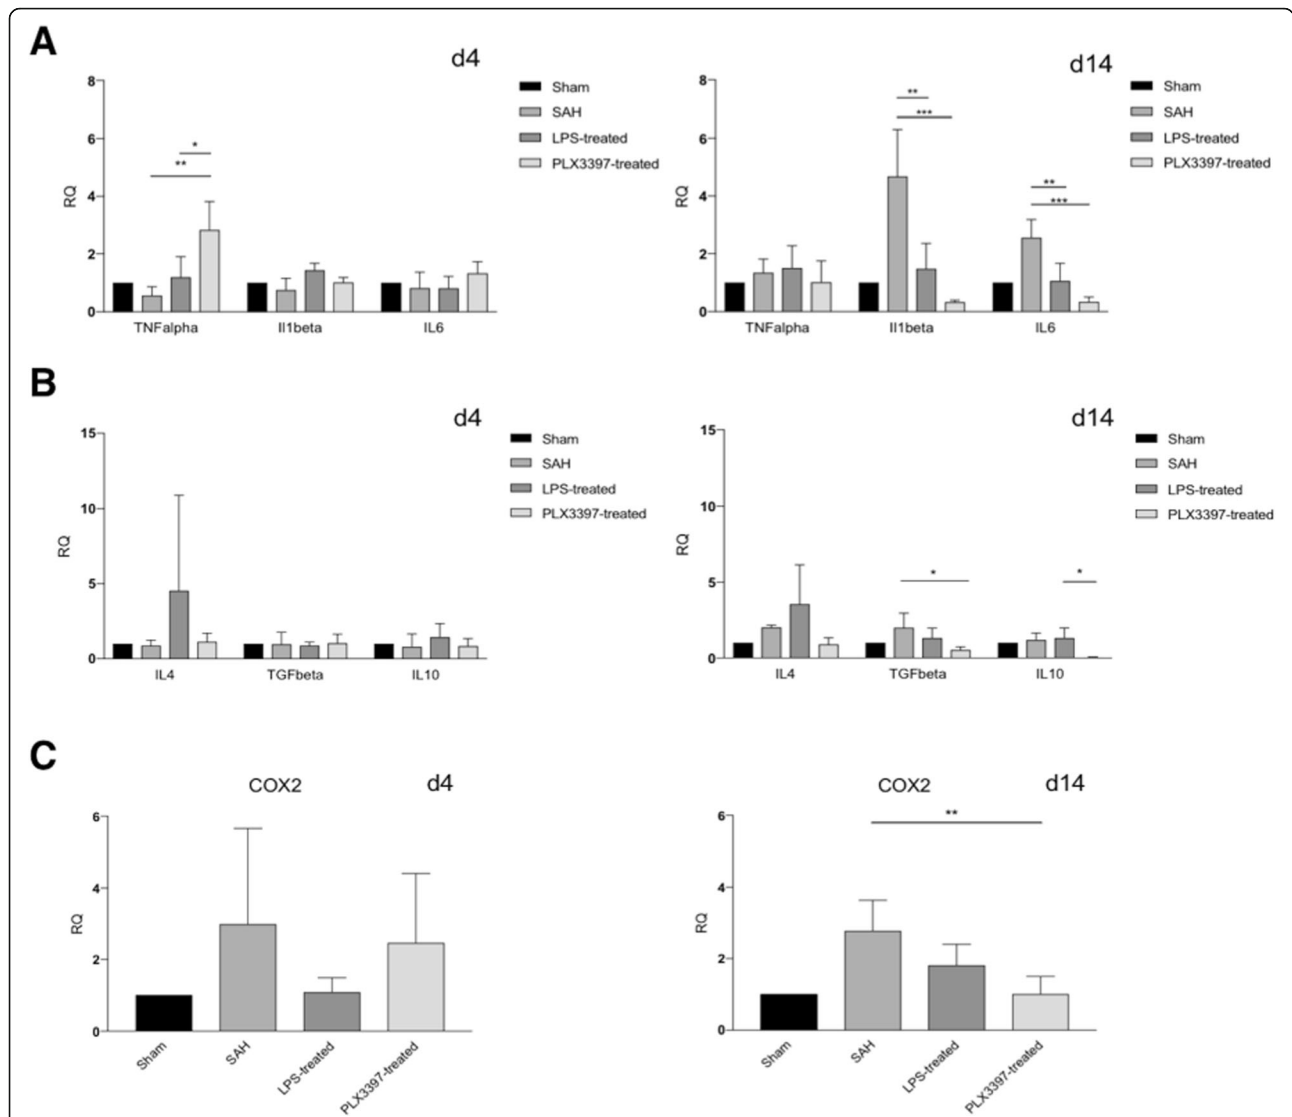 A
d4
8
6
4
2
0
RQ
* 
**
Sham
SAH
LPS-treated
PLX3397-treated
TNFalpha
Il1beta
IL6
d14
8
6
4
2
0
RQ
**
***
**
***
Sham
SAH
LPS-treated
PLX3397-treated
TNFalpha
Il1beta
IL6
B
d4
15
10
5
0
RQ
Sham
SAH
LPS-treated
PLX3397-treated
IL4
TGFbeta
IL10
d14
15
10
5
0
RQ
*
*
Sham
SAH
LPS-treated
PLX3397-treated
IL4
TGFbeta
IL10
C
COX2
d4
6
4
2
0
RQ
Sham
SAH
LPS-treated
PLX3397-treated
COX2
d14
**
6
4
2
0
RQ
Sham
SAH
LPS-treated
PLX3397-treated